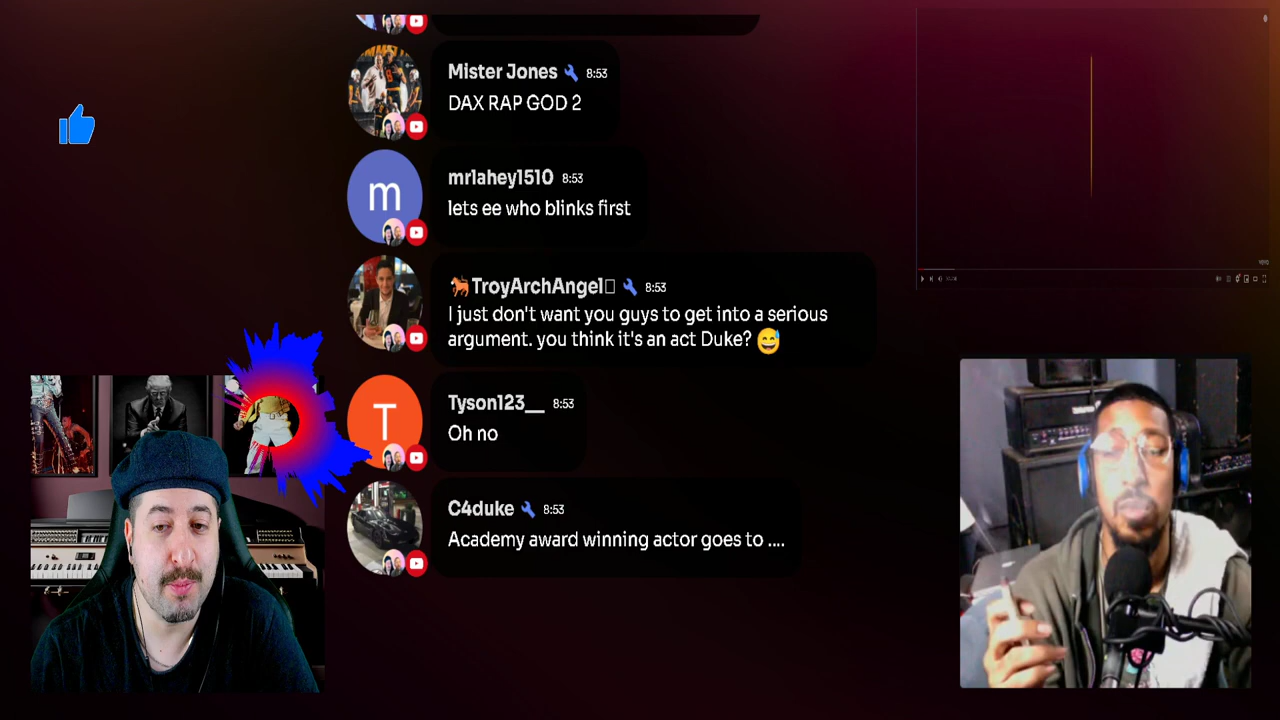 Mister Jones 8:53
DAX RAP GOD 2
m
mrlahey1510 8:53
lets ee who blinks first
TroyArchAngel 8:53
I just don't want you guys to get into a serious
argument. you think it's an act Duke? 😅
T
Tyson123__ 8:53
Oh no
C4duke 8:53
Academy award winning actor goes to ....